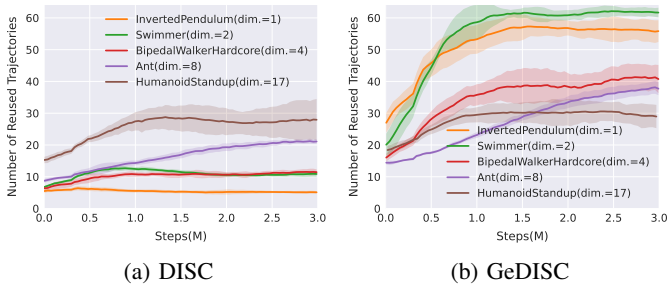 Number of Reused Trajectories
60
50
40
30
20
10
0
InvertedPendulum(dim.=1)
Swimmer(dim.=2)
BipedalWalkerHardcore(dim.=4)
Ant(dim.=8)
HumanoidStandup(dim.=17)
0.0 0.5 1.0 1.5 2.0 2.5 3.0
Steps(M)
(a) DISC
Number of Reused Trajectories
60
50
40
30
20
10
0
InvertedPendulum(dim.=1)
Swimmer(dim.=2)
BipedalWalkerHardcore(dim.=4)
Ant(dim.=8)
HumanoidStandup(dim.=17)
0.0 0.5 1.0 1.5 2.0 2.5 3.0
Steps(M)
(b) GeDISC